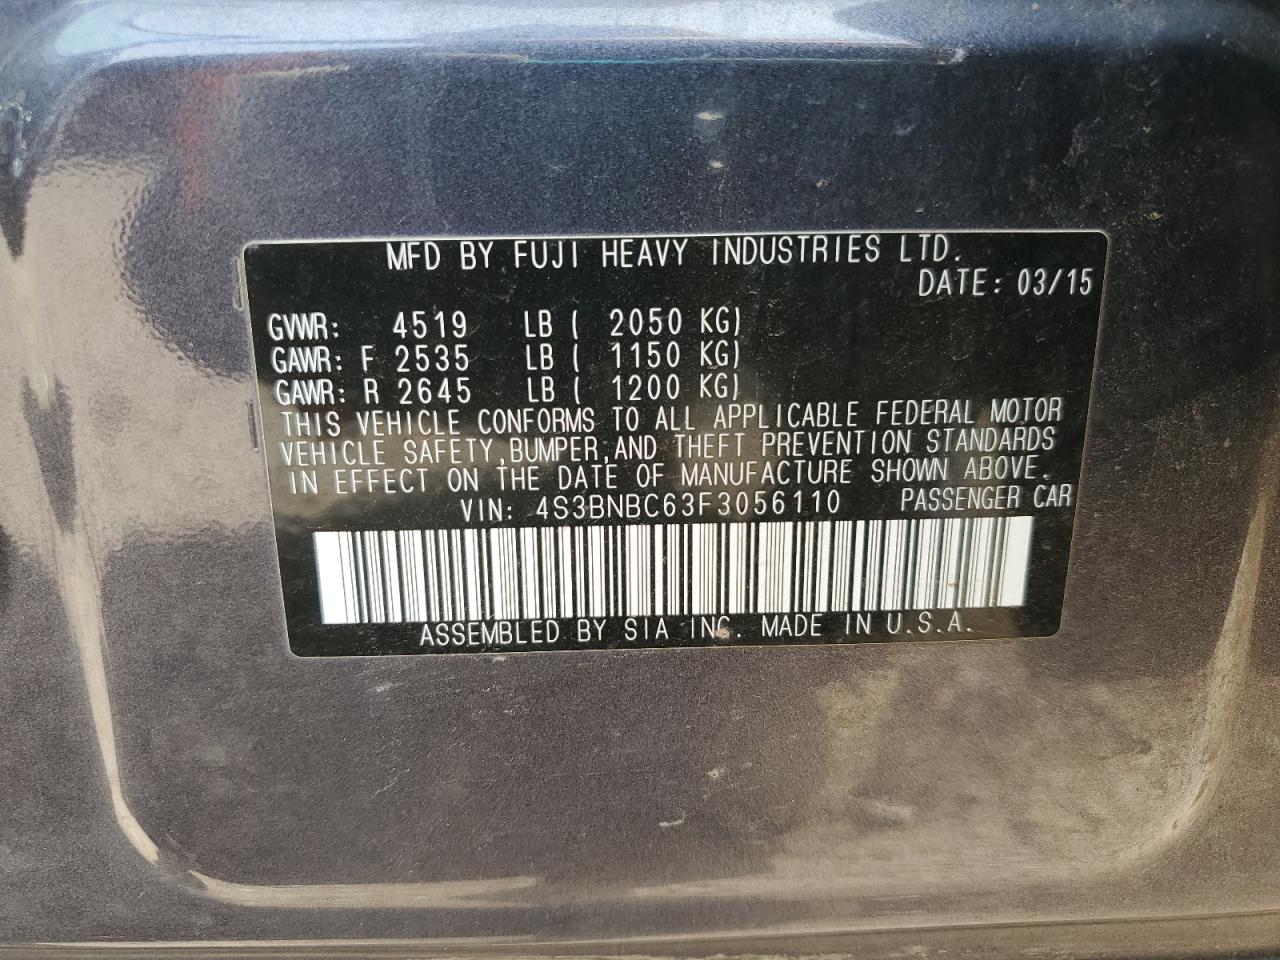 MFD BY FUJI HEAVY INDUSTRIES LTD.
DATE: 03/15
GVWR: 4519 LB ( 2050 KG)
GAWR: F 2535 LB ( 1150 KG)
GAWR: R 2645 LB ( 1200 KG)
THIS VEHICLE CONFORMS TO ALL APPLICABLE FEDERAL MOTOR
VEHICLE SAFETY,BUMPER,AND THEFT PREVENTION STANDARDS
IN EFFECT ON THE DATE OF MANUFACTURE SHOWN ABOVE.
VIN: 4S3BNBC63F3056110 PASSENGER CAR
ASSEMBLED BY SIA INC. MADE IN U.S.A.